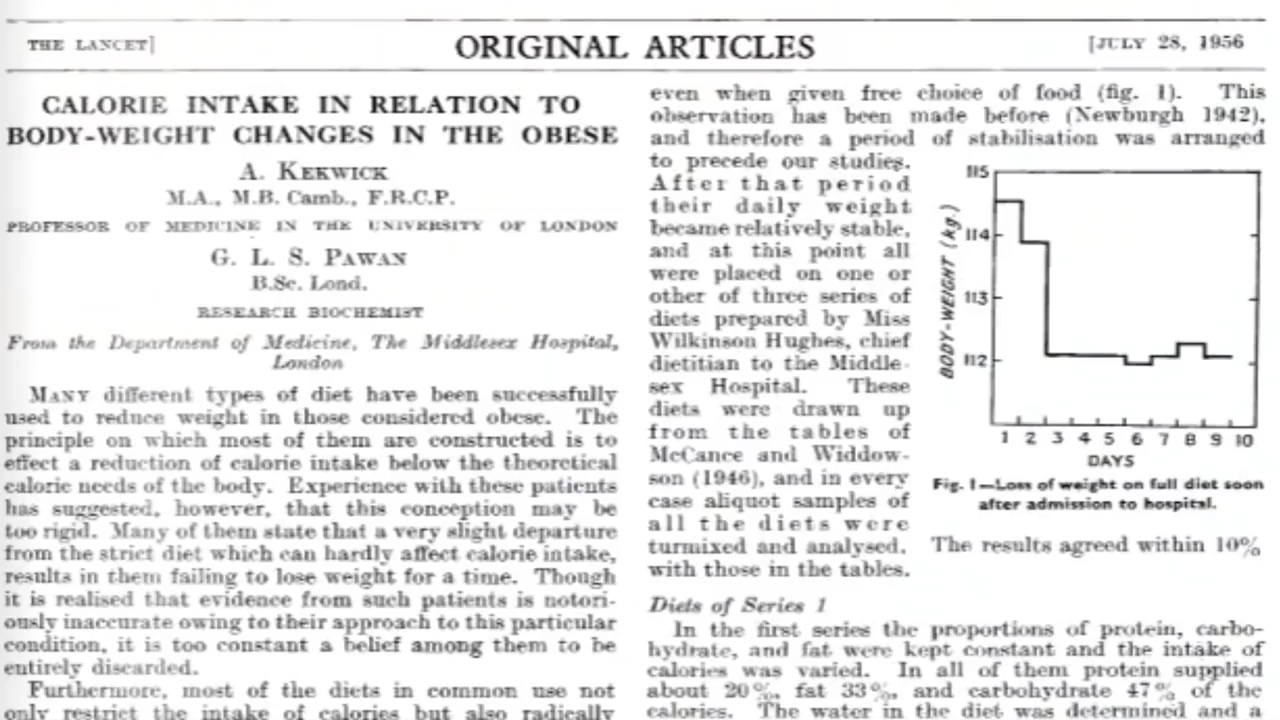 THE LANCET]
ORIGINAL ARTICLES
[JULY 28, 1956
CALORIE INTAKE IN RELATION TO
BODY-WEIGHT CHANGES IN THE OBESE
A. KEKWICK
M.A., M.B. Camb., F.R.C.P.
PROFESSOR OF MEDICINE IN THE UNIVERSITY OF LONDON
G. L. S. PAWAN
B.Sc. Lond.
RESEARCH BIOCHEMIST
From the Department of Medicine, The Middlesex Hospital,
London
MANY different types of diet have been successfully
used to reduce weight in those considered obese. The
principle on which most of them are constructed is to
effect a reduction of calorie intake below the theoretical
calorie needs of the body. Experience with these patients
has suggested, however, that this conception may be
too rigid. Many of them state that a very slight departure
from the strict diet which can hardly affect calorie intake,
results in them failing to lose weight for a time. Though
it is realised that evidence from such patients is notori-
ously inaccurate owing to their approach to this particular
condition, it is too constant a belief among them to be
entirely discarded.
Furthermore, most of the diets in common use not
only restrict the intake of calories but also radically
even when given free choice of food (fig. 1). This
observation has been made before (Newburgh 1942),
and therefore a period of stabilisation was arranged
to precede our studies.
After that period
their daily weight
became relatively stable,
and at this point all
were placed on one or
other of three series of
diets prepared by Miss
Wilkinson Hughes, chief
dietitian to the Middle-
sex Hospital. These
diets were drawn up
from the tables of
McCance and Widdow-
son (1946), and in every
case aliquot samples of
all the diets were
turmixed and analysed. The results agreed within 10%
with those in the tables.
115
114
113
112
BODY-WEIGHT (kg.)
1 2 3 4 5 6 7 8 9 10
DAYS
Fig. 1—Loss of weight on full diet soon
after admission to hospital.
Diets of Series 1
In the first series the proportions of protein, carbo-
hydrate, and fat were kept constant and the intake of
calories was varied. In all of them protein supplied
about 20%, fat 33%, and carbohydrate 47% of the
calories. The water in the diet was determined and a